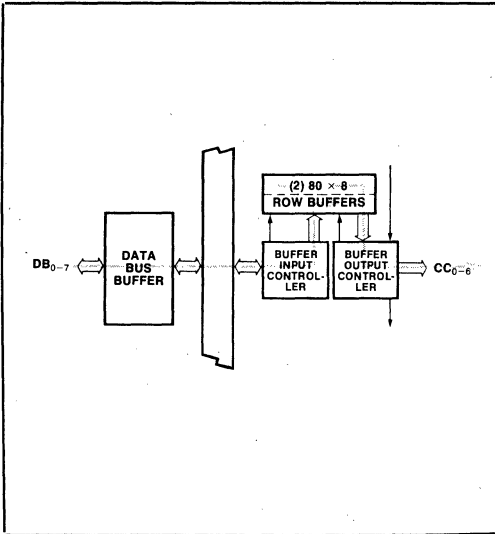 (2) 80 × 8
ROW BUFFERS
DB0–7
DATA
BUS
BUFFER
BUFFER
INPUT
CONTROL-
LER
BUFFER
OUTPUT
CONTROL-
LER
CC0–6